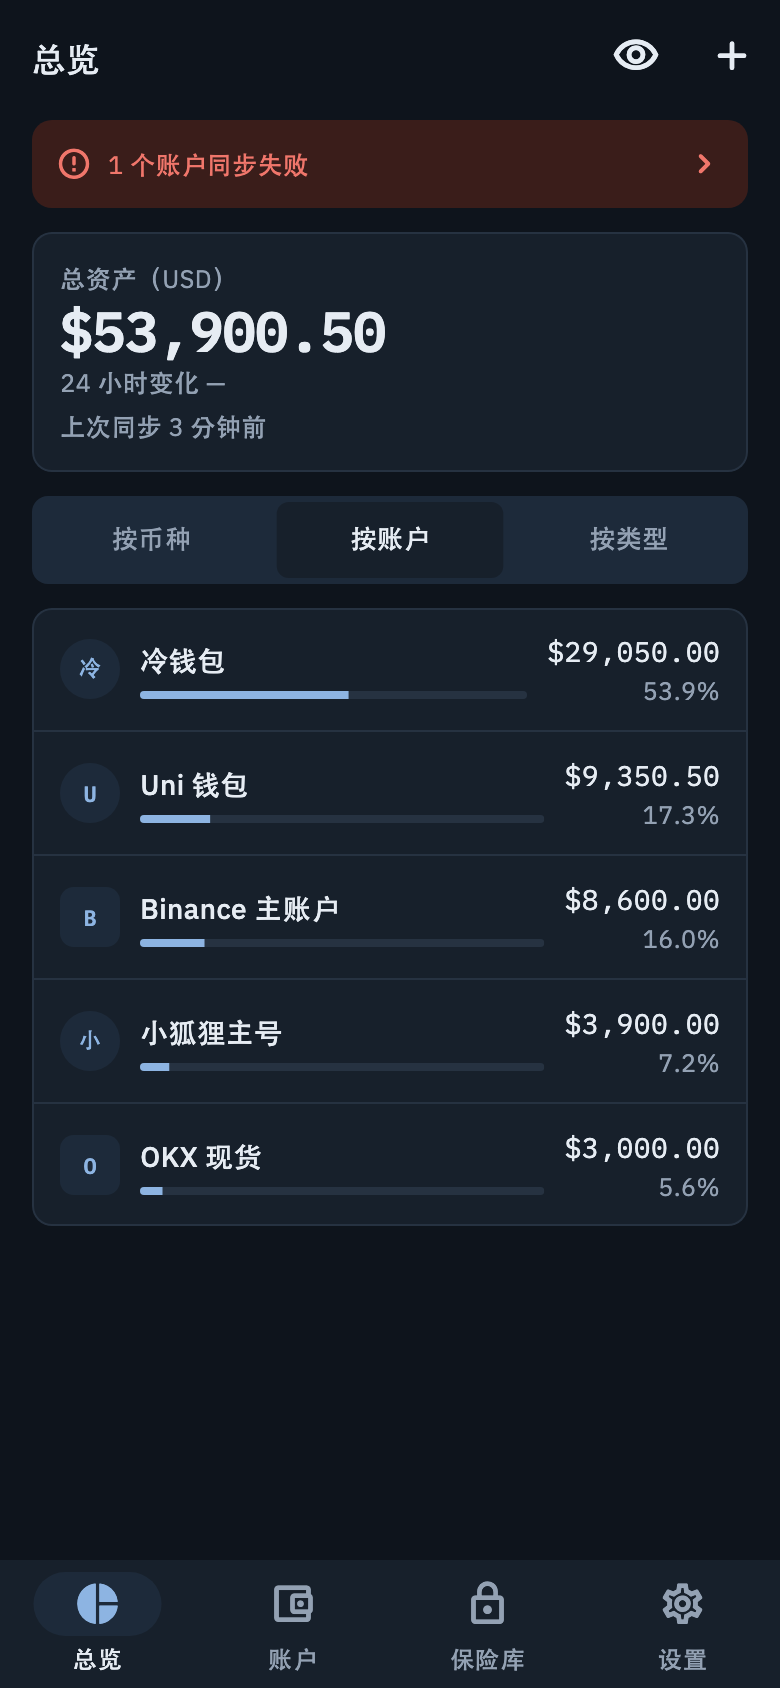 总览
1 个账户同步失败
总资产（USD）
$53,900.50
24 小时变化 —
上次同步 3 分钟前
按币种 按账户 按类型
冷 冷钱包 $29,050.00
53.9%
U Uni 钱包 $9,350.50
17.3%
B Binance 主账户 $8,600.00
16.0%
小 小狐狸主号 $3,900.00
7.2%
O OKX 现货 $3,000.00
5.6%
总览 账户 保险库 设置